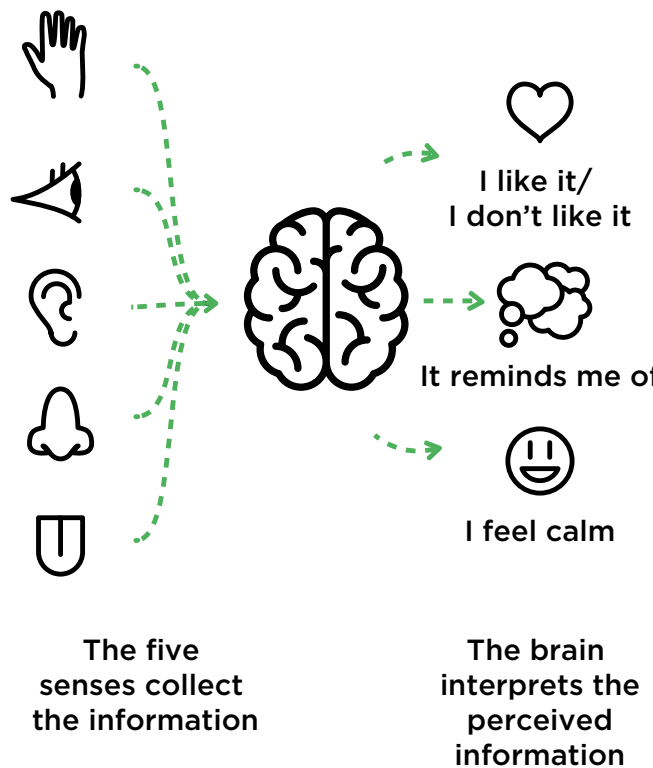 I like it/
I don't like it
It reminds me of
I feel calm
The five
senses collect
the information
The brain
interprets the
perceived
information